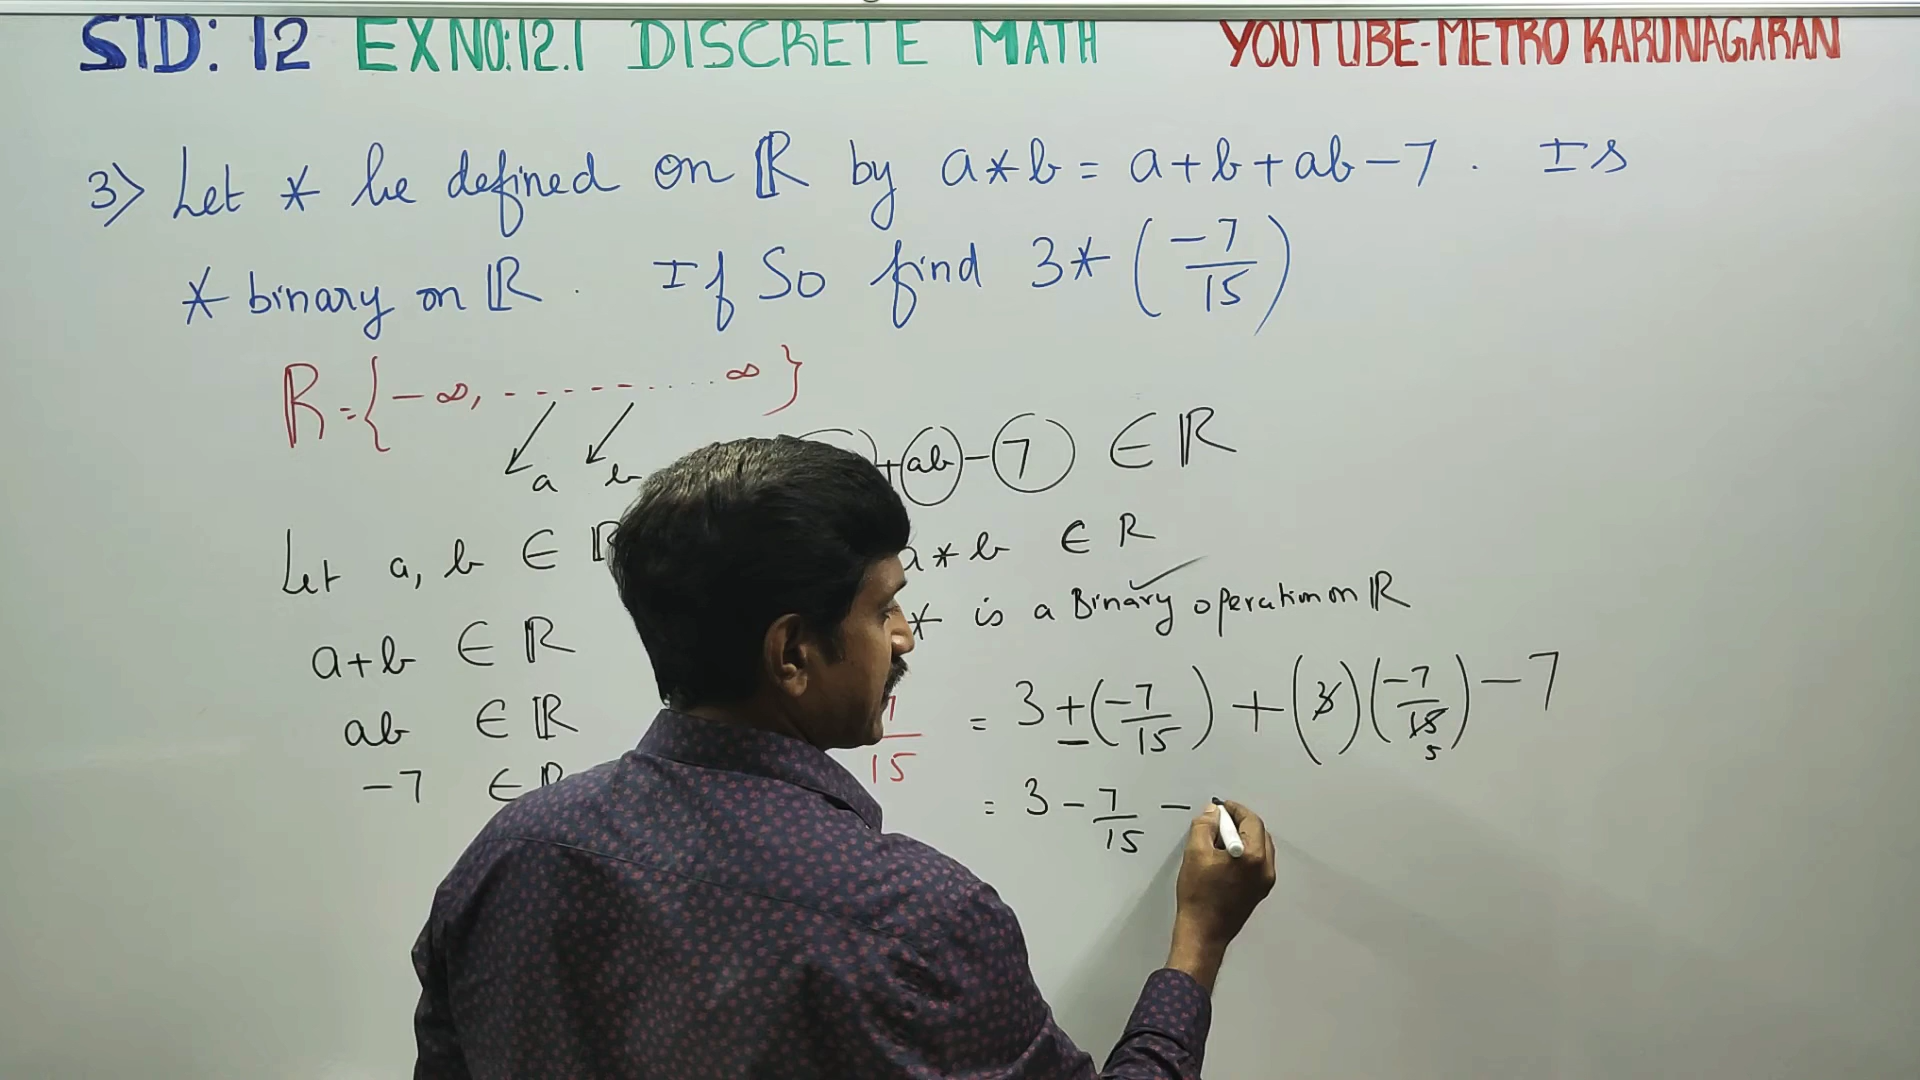 STD: 12 EXNO:12.1 DISCRETE MATH YOUTUBE-METRO KARUNAGARAN
3) Let * be defined on ℝ by a*b = a+b+ab-7. Is
* binary on ℝ. If So find 3*(-7/15)
ℝ={-∞, - - - - - ..... ∞}
a b
+ab-7 ∈ℝ
Let a, b ∈ ℝ
a*b ∈ R
* is a Binary operation on ℝ
a+b ∈ ℝ
ab ∈ ℝ
-7 ∈ℝ
7/15 = 3+(-7/15)+(3)(-7/15 5)-7
= 3-7/15 -